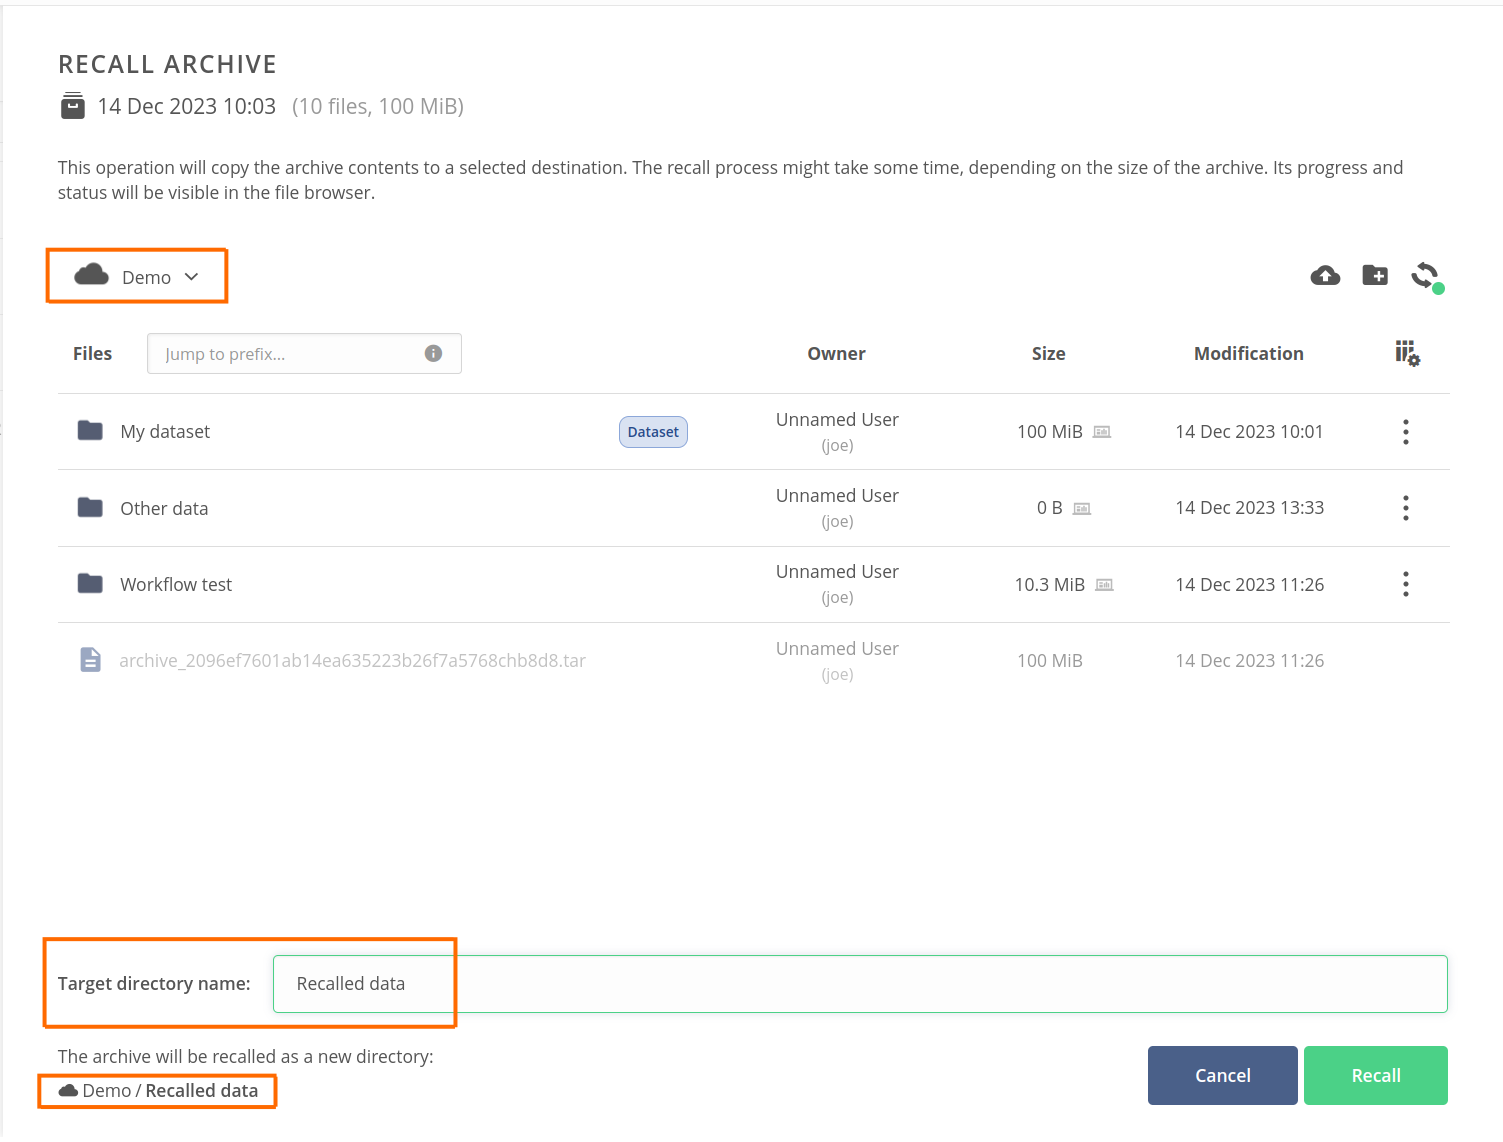 RECALL ARCHIVE
14 Dec 2023 10:03 (10 files, 100 MiB)
This operation will copy the archive contents to a selected destination. The recall process might take some time, depending on the size of the archive. Its progress and
status will be visible in the file browser.
Demo
Files Jump to prefix... Owner Size Modification
My dataset Dataset Unnamed User (joe) 100 MiB 14 Dec 2023 10:01
Other data Unnamed User (joe) 0 B 14 Dec 2023 13:33
Workflow test Unnamed User (joe) 10.3 MiB 14 Dec 2023 11:26
archive_2096ef7601ab14ea635223b26f7a5768chb8d8.tar Unnamed User (joe) 100 MiB 14 Dec 2023 11:26
Target directory name: Recalled data
The archive will be recalled as a new directory:
Demo / Recalled data
Cancel Recall